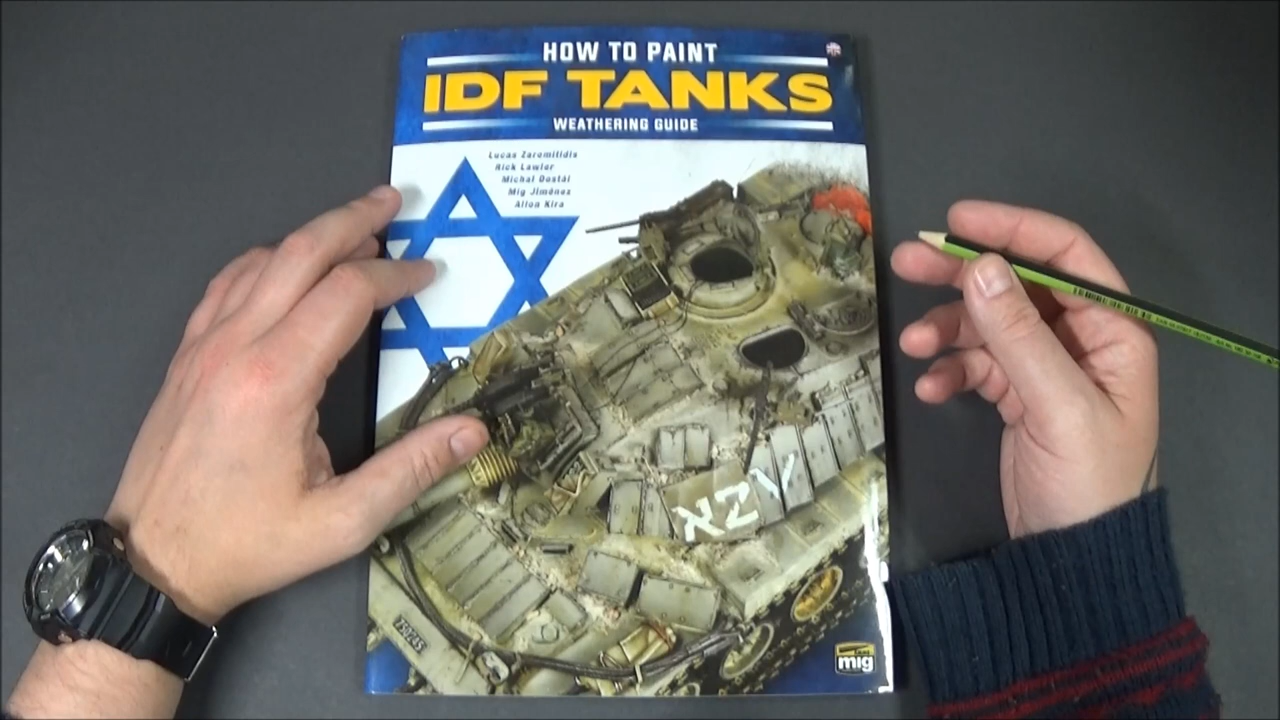 HOW TO PAINT
IDF TANKS
WEATHERING GUIDE
Lucas Zaromitidis
Rick Lawler
Michal Dostál
Mig Jiménez
Allon Kira
mig